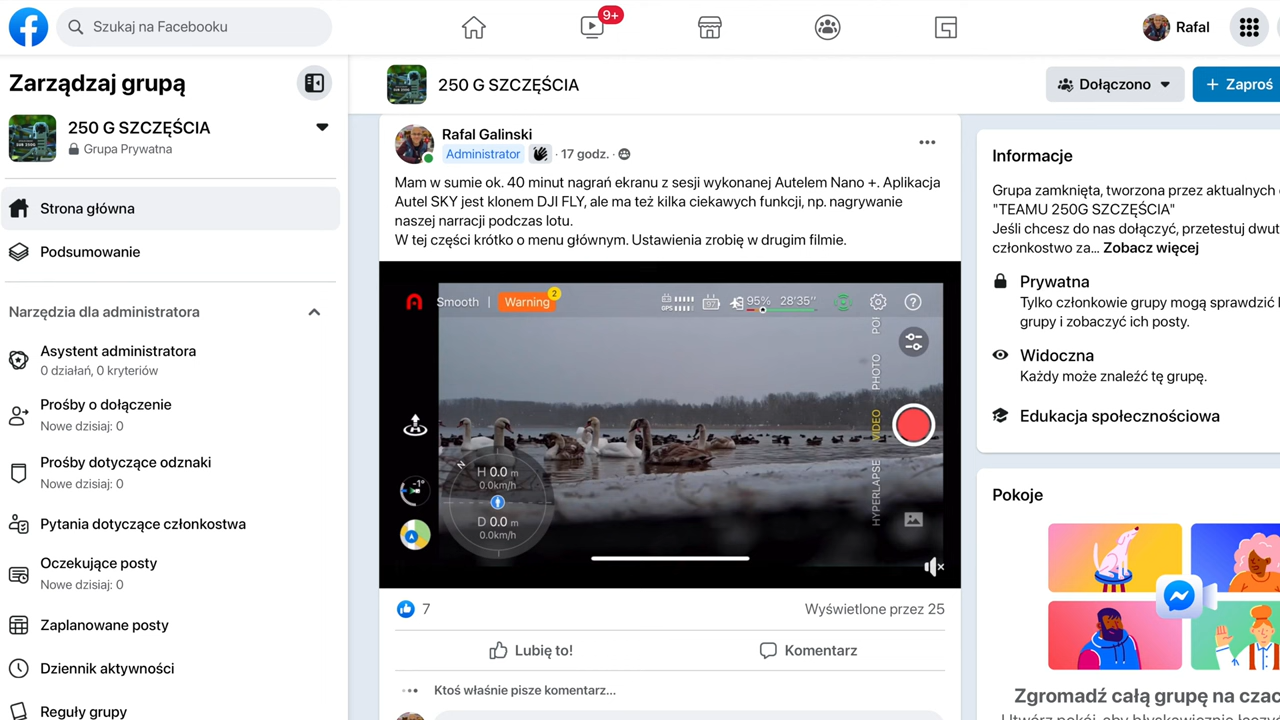 Szukaj na Facebooku
9+
Rafal
Zarządzaj grupą
250 G SZCZĘŚCIA
Grupa Prywatna
Strona główna
Podsumowanie
Narzędzia dla administratora
Asystent administratora
0 działań, 0 kryteriów
Prośby o dołączenie
Nowe dzisiaj: 0
Prośby dotyczące odznaki
Nowe dzisiaj: 0
Pytania dotyczące członkostwa
Oczekujące posty
Nowe dzisiaj: 0
Zaplanowane posty
Dziennik aktywności
Reguły grupy
250 G SZCZĘŚCIA
Dołączono
+ Zaproś
Rafal Galinski
Administrator · 17 godz. ·
Mam w sumie ok. 40 minut nagrań ekranu z sesji wykonanej Autelem Nano +. Aplikacja
Autel SKY jest klonem DJI FLY, ale ma też kilka ciekawych funkcji, np. nagrywanie
naszej narracji podczas lotu.
W tej części krótko o menu głównym. Ustawienia zrobię w drugim filmie.
Smooth | Warning 2
GPS
97
95% 28'35''
POI
PHOTO
VIDEO
HYPERLAPSE
-1°
N
H 0.0 m
0.0km/h
D 0.0 m
0.0km/h
7
Wyświetlone przez 25
Lubię to!
Komentarz
Ktoś właśnie pisze komentarz...
Informacje
Grupa zamknięta, tworzona przez aktualnych
"TEAMU 250G SZCZĘŚCIA"
Jeśli chcesz do nas dołączyć, przetestuj dwut
członkostwo za... Zobacz więcej
Prywatna
Tylko członkowie grupy mogą sprawdzić
grupy i zobaczyć ich posty.
Widoczna
Każdy może znaleźć tę grupę.
Edukacja społecznościowa
Pokoje
Zgromadź całą grupę na czac